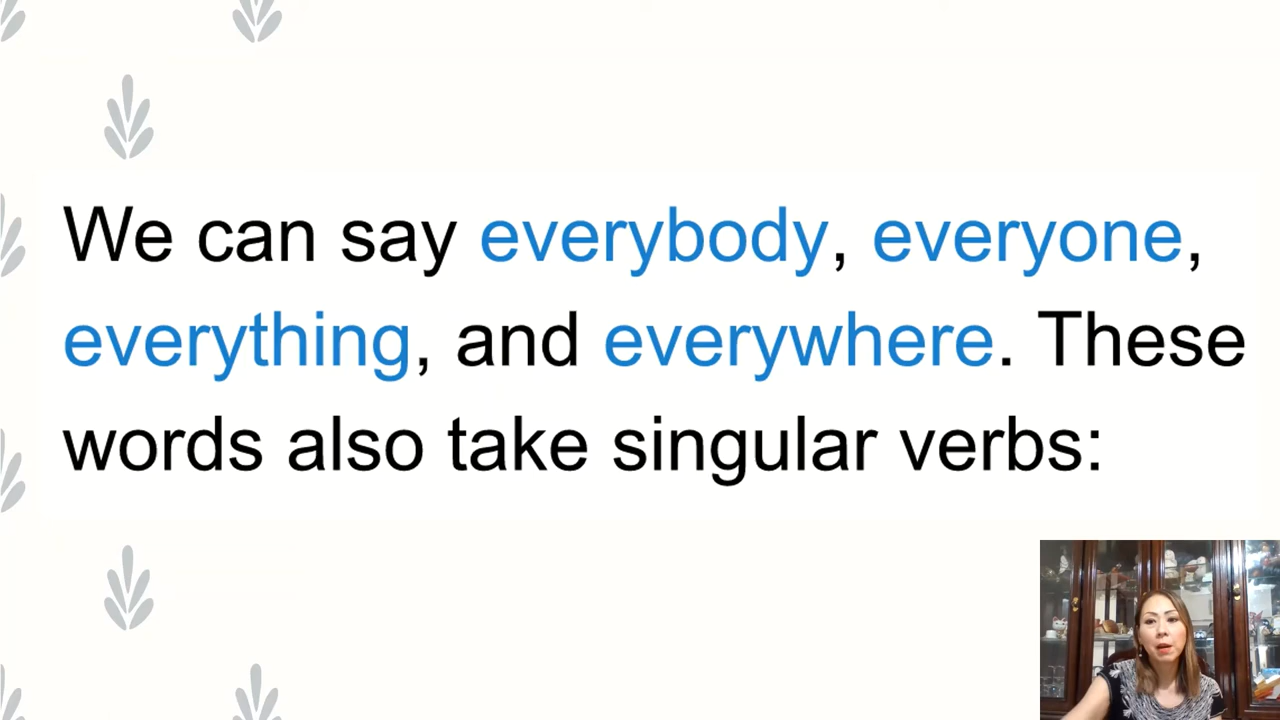 We can say everybody, everyone,
everything, and everywhere. These
words also take singular verbs: